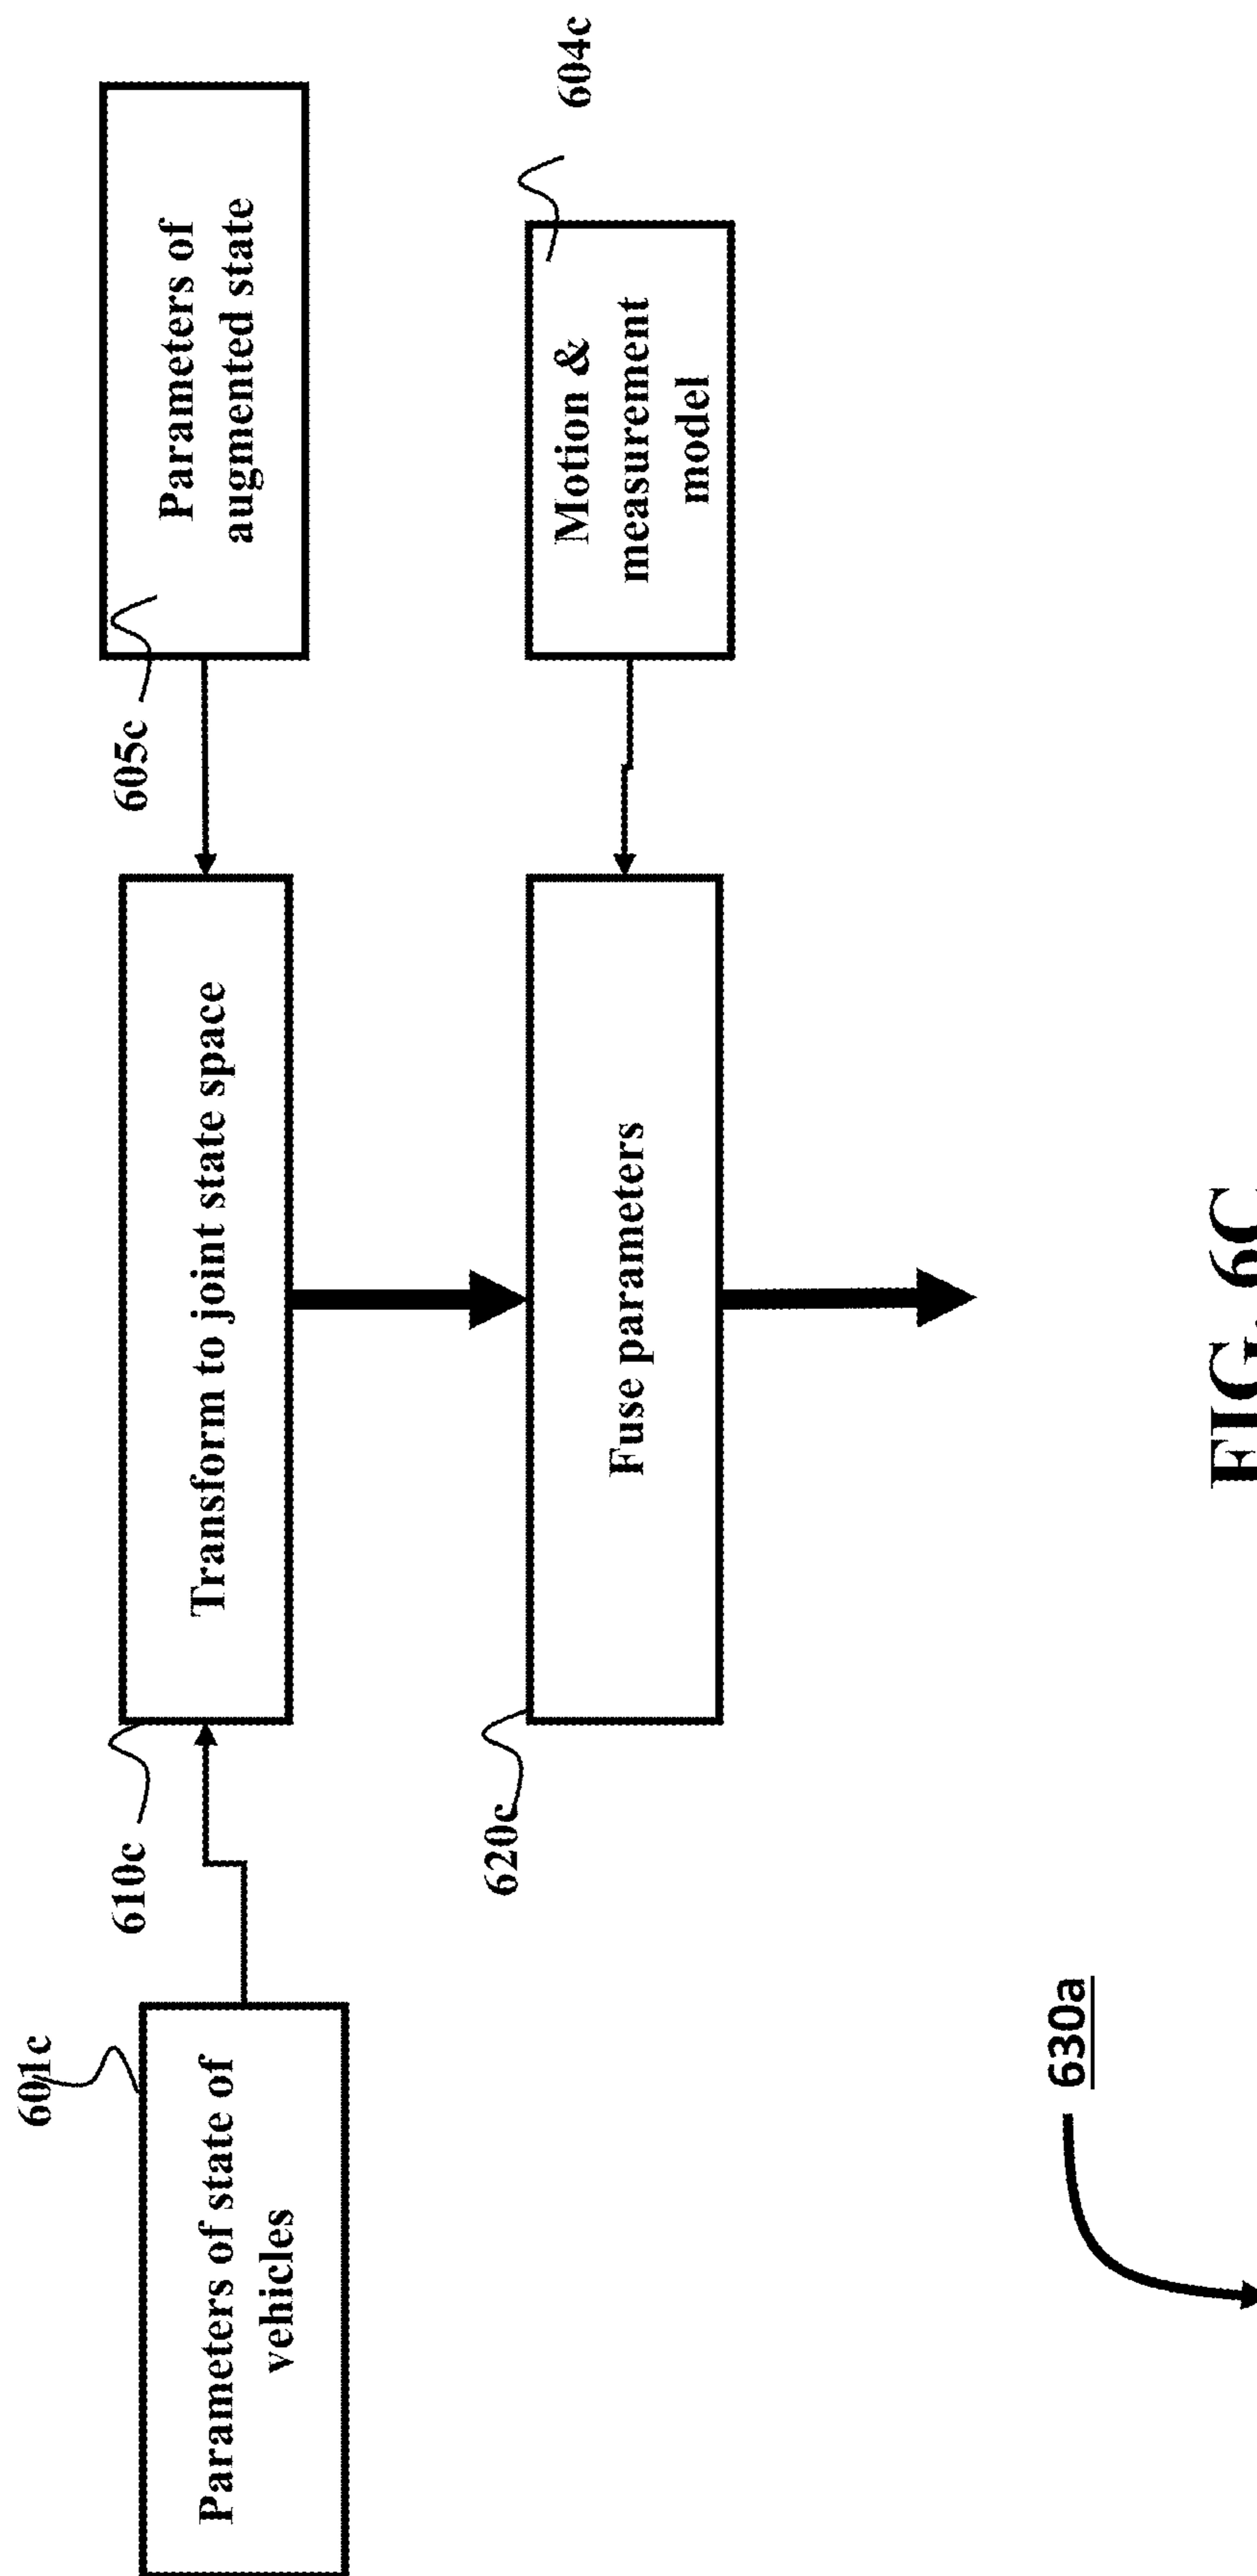 601c
Parameters of state of
vehicles
610c
Transform to joint state space
605c
Parameters of
augmented state
620c
Fuse parameters
604c
Motion &
measurement
model
630a
FIG. 6C